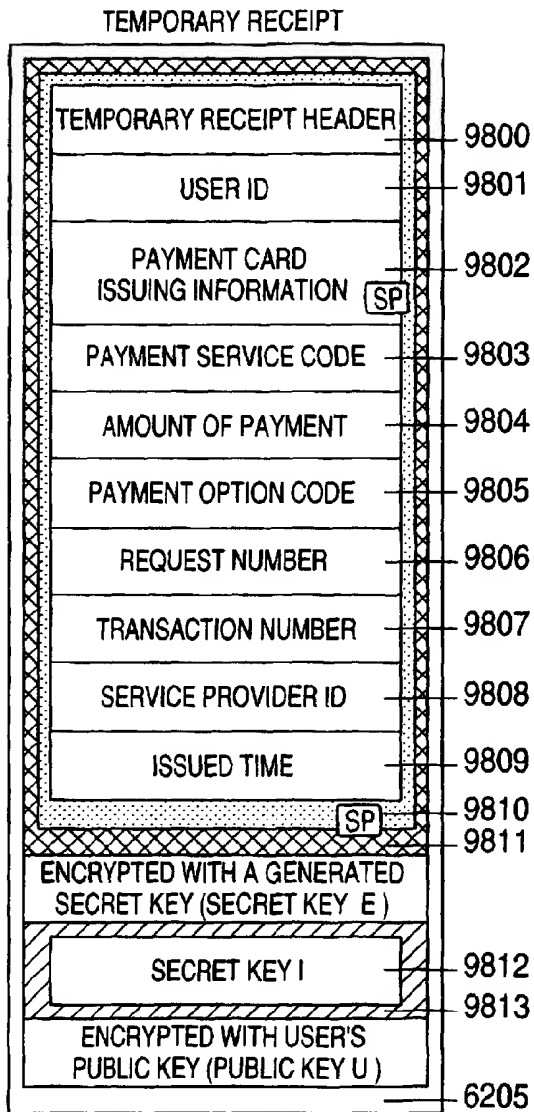 TEMPORARY RECEIPT
TEMPORARY RECEIPT HEADER
9800
USER ID
9801
PAYMENT CARD
ISSUING INFORMATION
SP
9802
PAYMENT SERVICE CODE
9803
AMOUNT OF PAYMENT
9804
PAYMENT OPTION CODE
9805
REQUEST NUMBER
9806
TRANSACTION NUMBER
9807
SERVICE PROVIDER ID
9808
ISSUED TIME
9809
SP
9810
9811
ENCRYPTED WITH A GENERATED
SECRET KEY (SECRET KEY E)
SECRET KEY I
9812
9813
ENCRYPTED WITH USER'S
PUBLIC KEY (PUBLIC KEY U)
6205